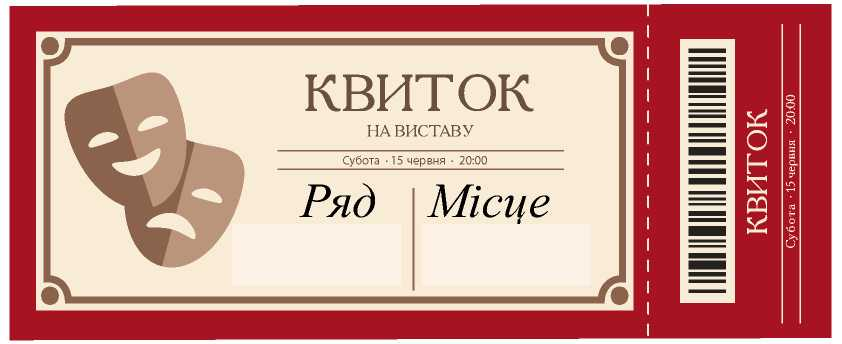 КВИТОК
НА ВИСТАВУ
Субота · 15 червня · 20:00
Ряд
Місце
КВИТОК
Субота · 15 червня · 20:00